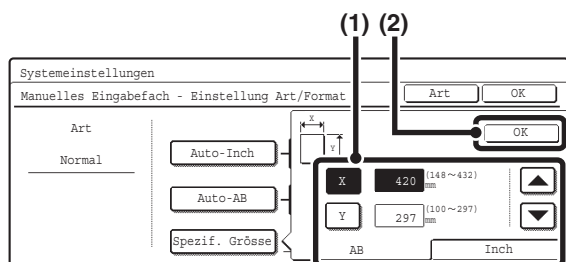 (1) (2)
Systemeinstellungen
Manuelles Eingabefach - Einstellung Art/Format Art OK
Art X OK
Normal Auto-Inch Y
X 420 (148~432) mm
Auto-AB
Y 297 (100~297) mm
Spezif. Grösse AB Inch